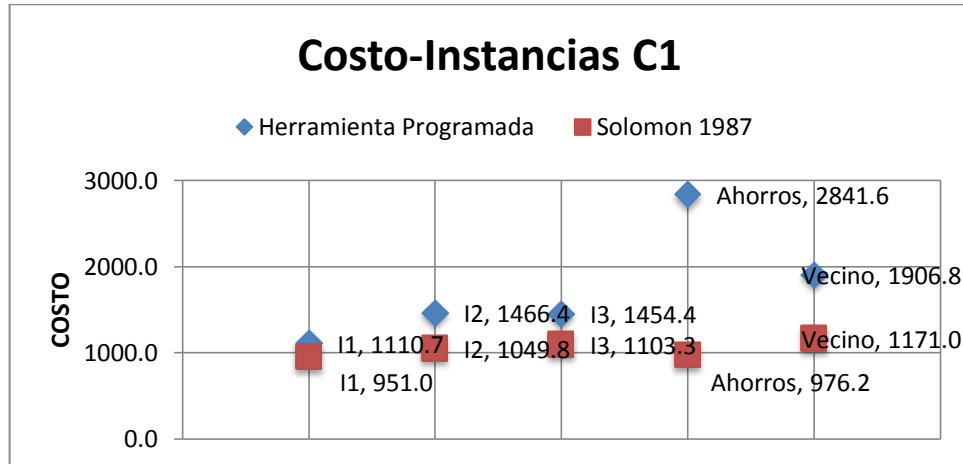 Costo-Instancias C1
Herramienta Programada
Solomon 1987
COSTO
3000.0
2000.0
1000.0
0.0
Ahorros, 2841.6
Vecino, 1906.8
I2, 1466.4
I3, 1454.4
I1, 1110.7
I2, 1049.8
I3, 1103.3
Vecino, 1171.0
I1, 951.0
Ahorros, 976.2